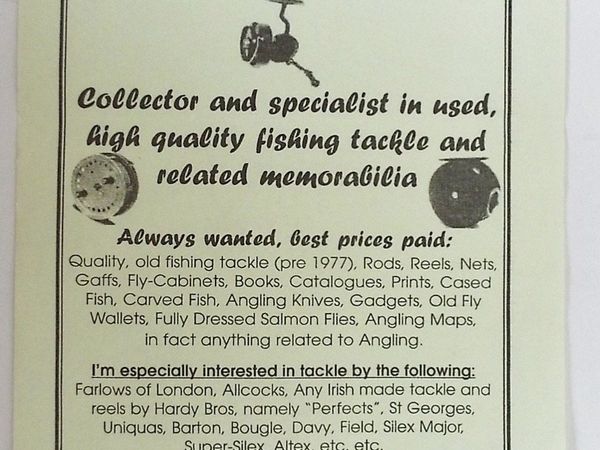 Collector and specialist in used,
high quality fishing tackle and
related memorabilia
Always wanted, best prices paid:
Quality, old fishing tackle (pre 1977), Rods, Reels, Nets,
Gaffs, Fly-Cabinets, Books, Catalogues, Prints, Cased
Fish, Carved Fish, Angling Knives, Gadgets, Old Fly
Wallets, Fully Dressed Salmon Flies, Angling Maps,
in fact anything related to Angling.
I'm especially interested in tackle by the following:
Farlows of London, Allcocks, Any Irish made tackle and
reels by Hardy Bros, namely "Perfects", St Georges,
Uniquas, Barton, Bougle, Davy, Field, Silex Major,
Super-Silex, Altex, etc. etc.